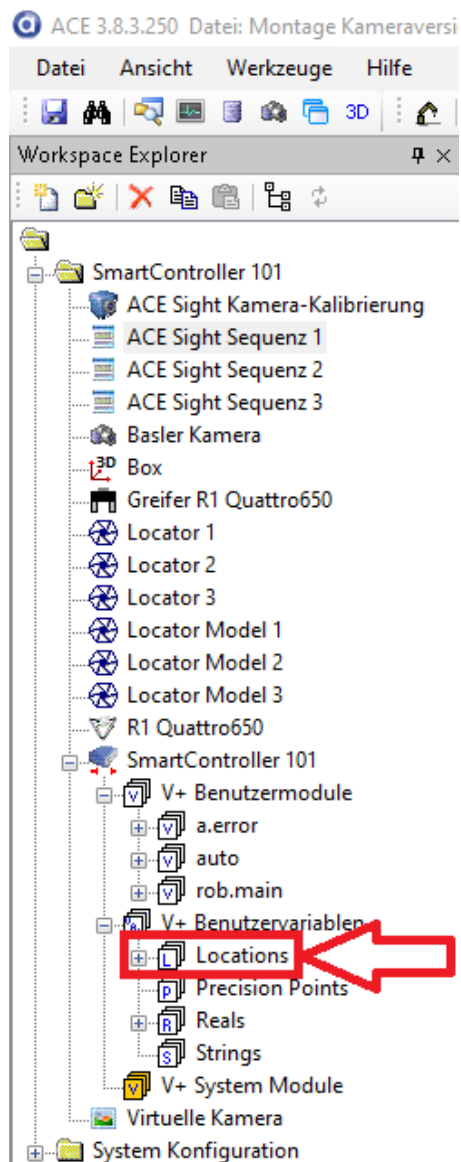 ACE 3.8.3.250 Datei: Montage Kameraversi
Datei Ansicht Werkzeuge Hilfe
3D
Workspace Explorer
SmartController 101
ACE Sight Kamera-Kalibrierung
ACE Sight Sequenz 1
ACE Sight Sequenz 2
ACE Sight Sequenz 3
Basler Kamera
3D Box
Greifer R1 Quattro650
Locator 1
Locator 2
Locator 3
Locator Model 1
Locator Model 2
Locator Model 3
R1 Quattro650
SmartController 101
V V+ Benutzermodule
V a.error
V auto
V rob.main
V+ Benutzervariablen
L Locations
P Precision Points
R Reals
S Strings
V V+ System Module
Virtuelle Kamera
System Konfiguration